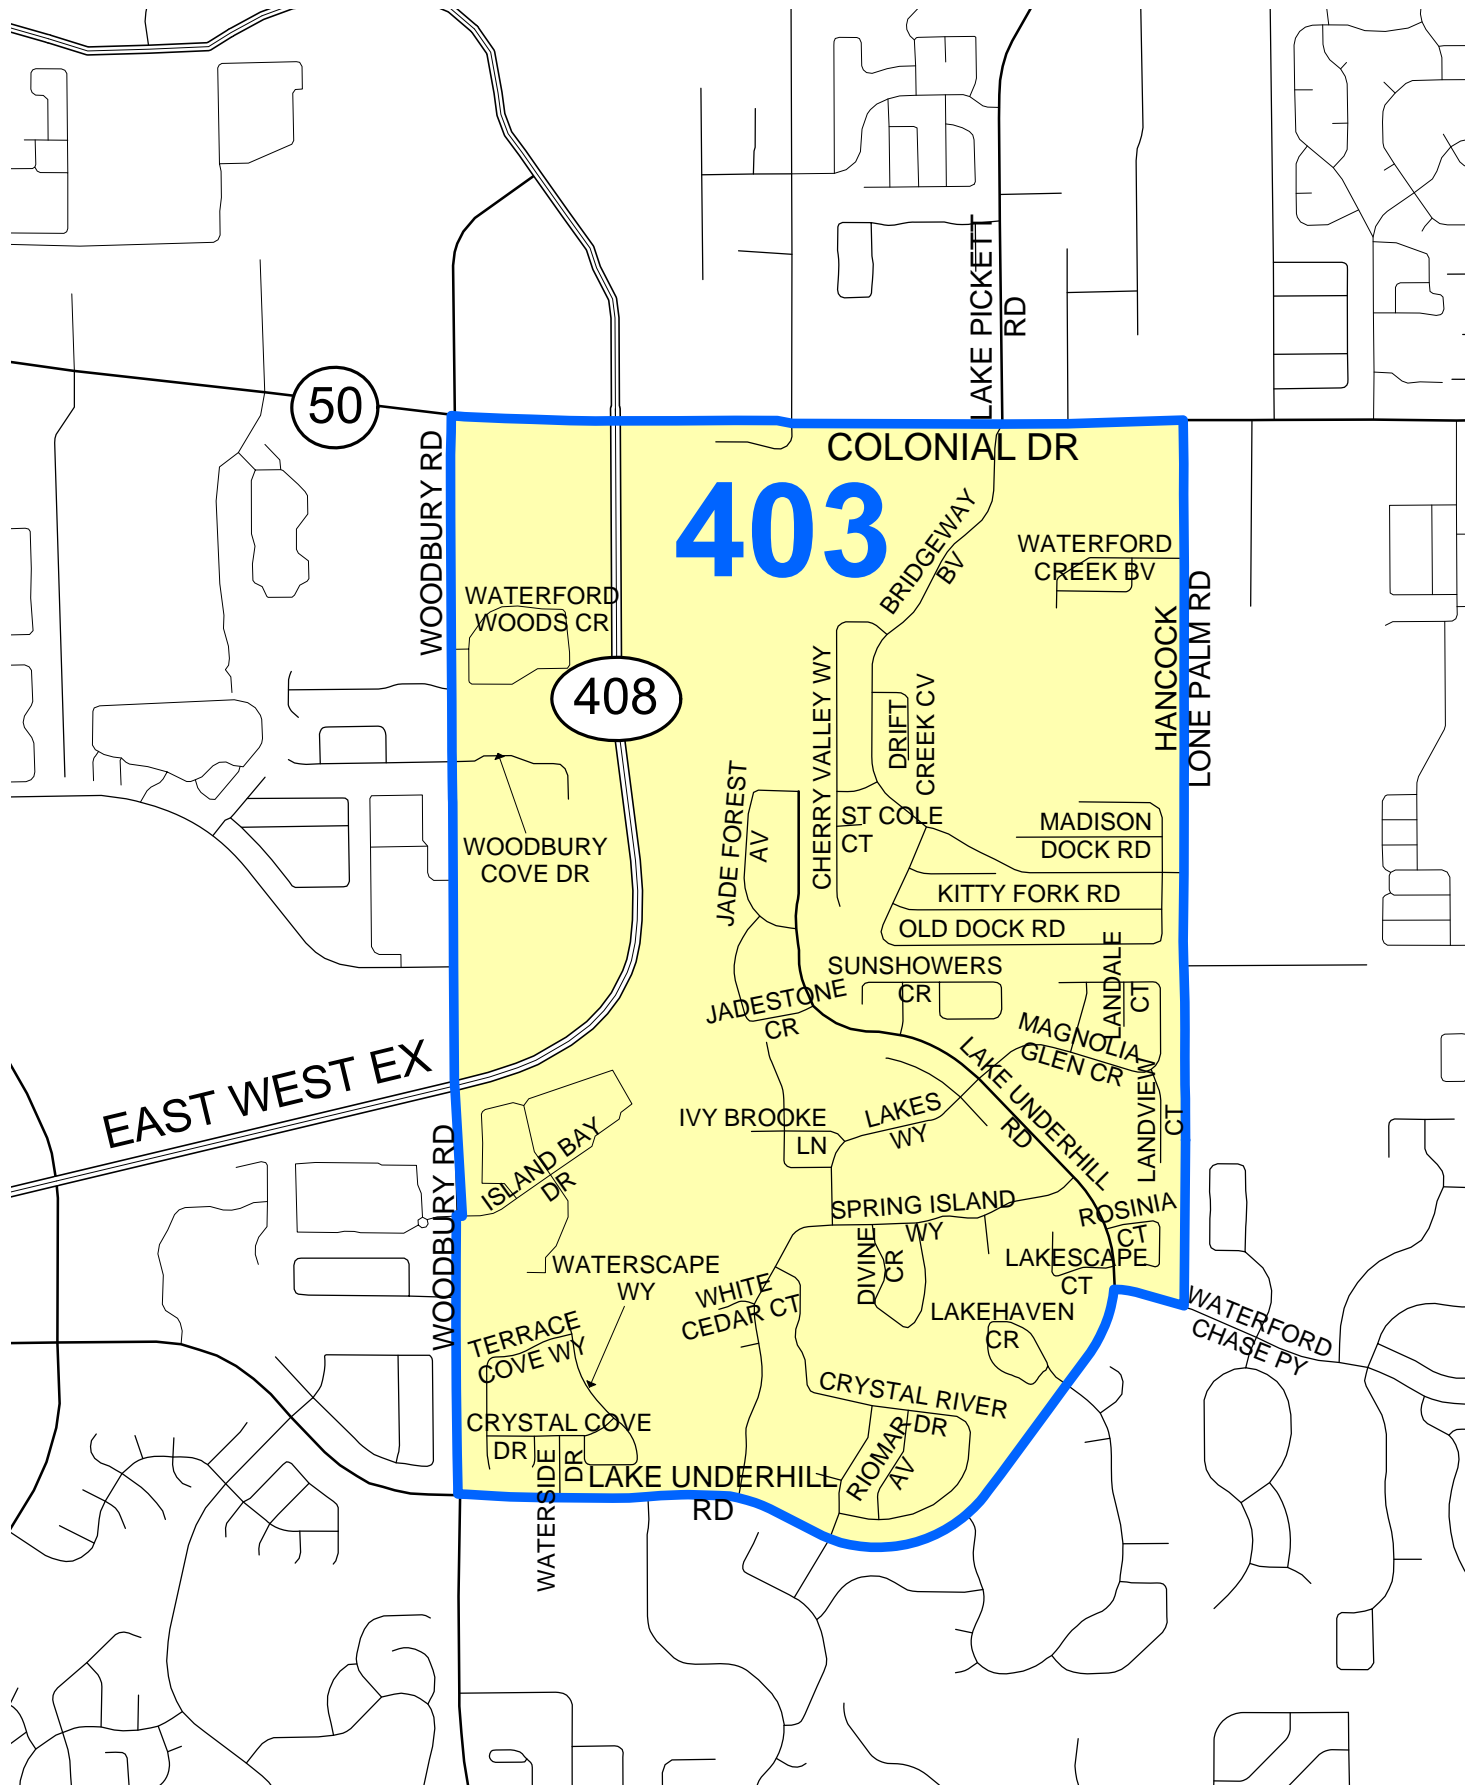 LAKE PICKETT
RD
50
COLONIAL DR
WOODBURY RD
403
BRIDGEWAY
BV
WATERFORD
CREEK BV
WATERFORD
WOODS CR
HANCOCK
LONE PALM RD
408
CHERRY VALLEY WY
DRIFT
CREEK CV
JADE FOREST
AV
ST COLE
CT
MADISON
DOCK RD
WOODBURY
COVE DR
KITTY FORK RD
OLD DOCK RD
SUNSHOWERS
CR
LANDALE
CT
JADESTONE
CR
MAGNOLIA
GLEN CR
EAST WEST EX
LAKE UNDERHILL
RD
IVY BROOKE
LN
LAKES
WY
LANDVIEW
CT
WOODBURY RD
ISLAND BAY
DR
SPRING ISLAND
WY
ROSINIA
CT
DIVINE
CR
LAKESCAPE
CT
WATERSCAPE
WY
WHITE
CEDAR CT
LAKEHAVEN
CR
WATERFORD
CHASE PY
TERRACE
COVE WY
CRYSTAL RIVER
DR
CRYSTAL COVE
DR
RIOMAR
AV
WATERSIDE
DR
LAKE UNDERHILL
RD